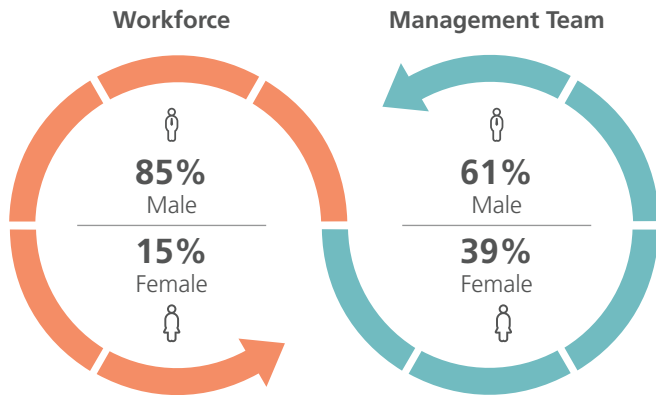 Workforce
85%
Male
15%
Female
Management Team
61%
Male
39%
Female